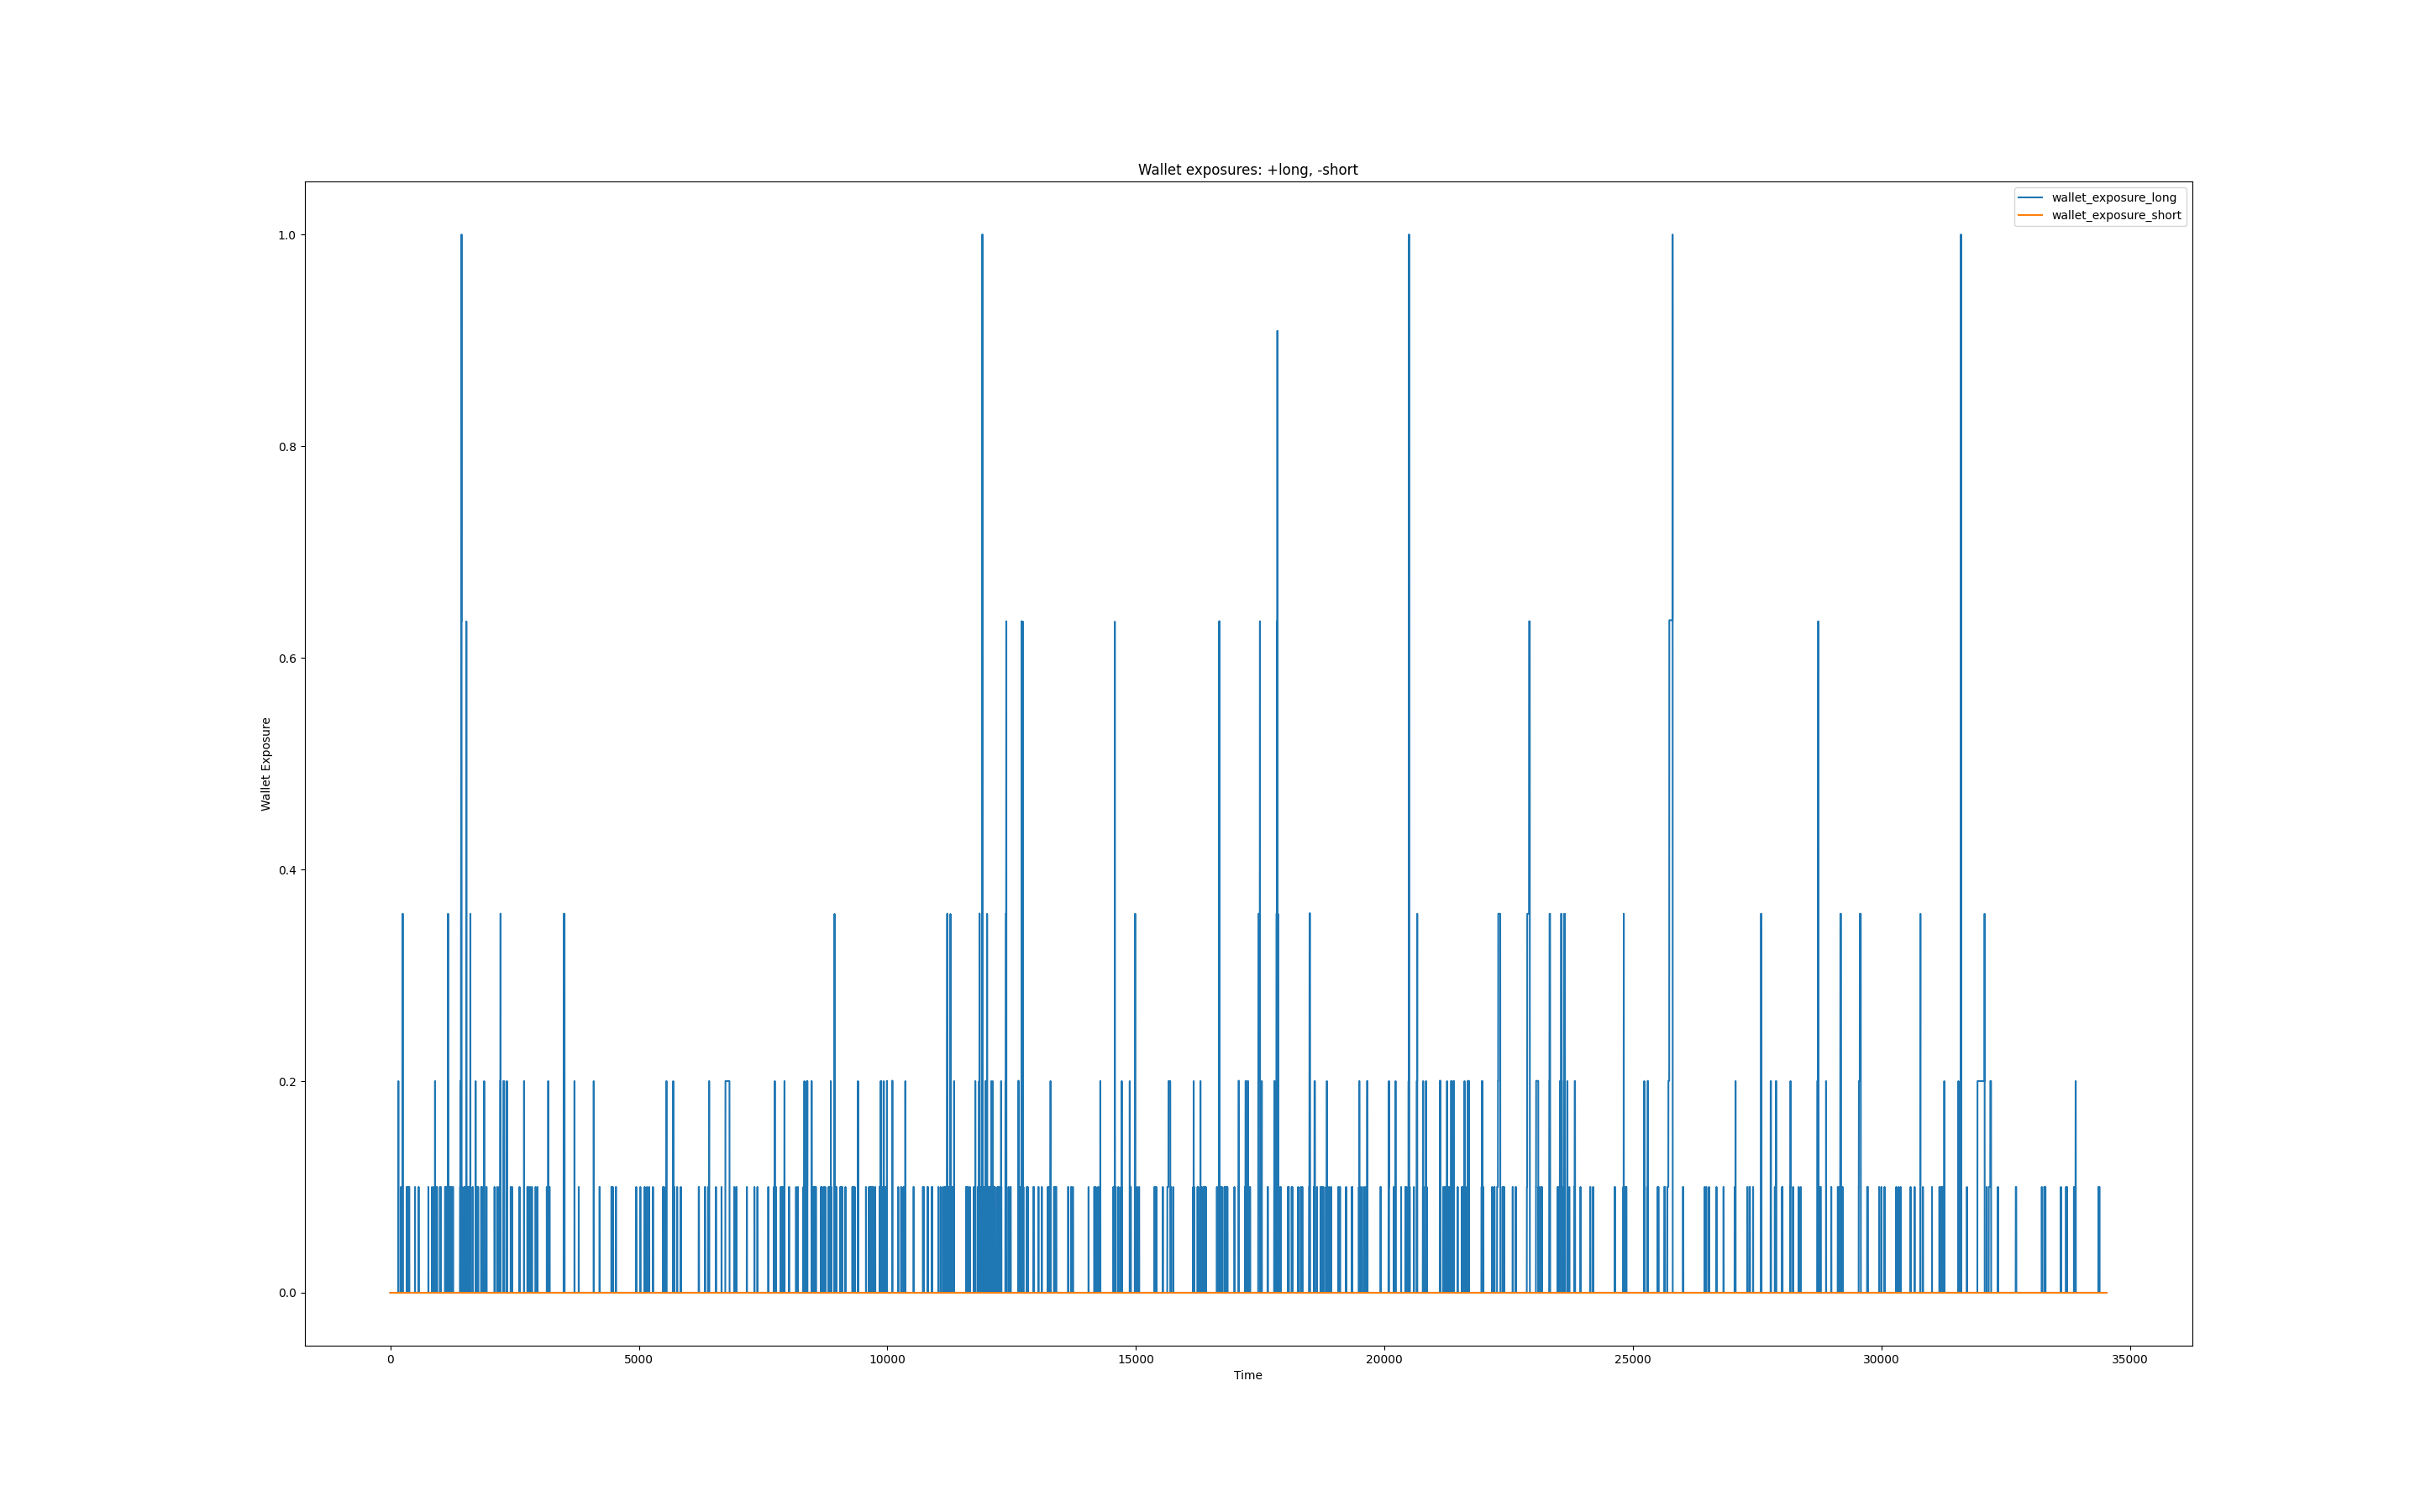 Wallet exposures: +long, -short
wallet_exposure_long
wallet_exposure_short
1.0
0.8
0.6
0.4
0.2
0.0
Wallet Exposure
0 5000 10000 15000 20000 25000 30000 35000
Time